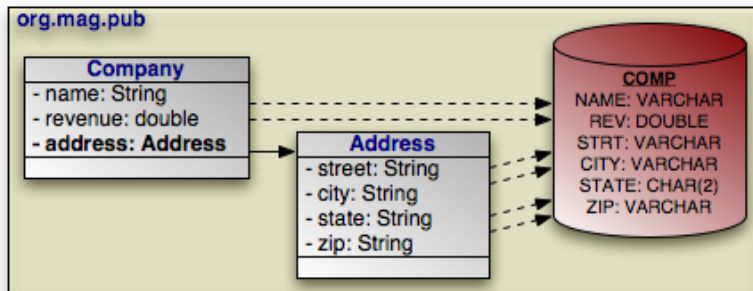 org.mag.pub
Company
- name: String
- revenue: double
- address: Address
Address
- street: String
- city: String
- state: String
- zip: String
COMP
NAME: VARCHAR
REV: DOUBLE
STRT: VARCHAR
CITY: VARCHAR
STATE: CHAR(2)
ZIP: VARCHAR